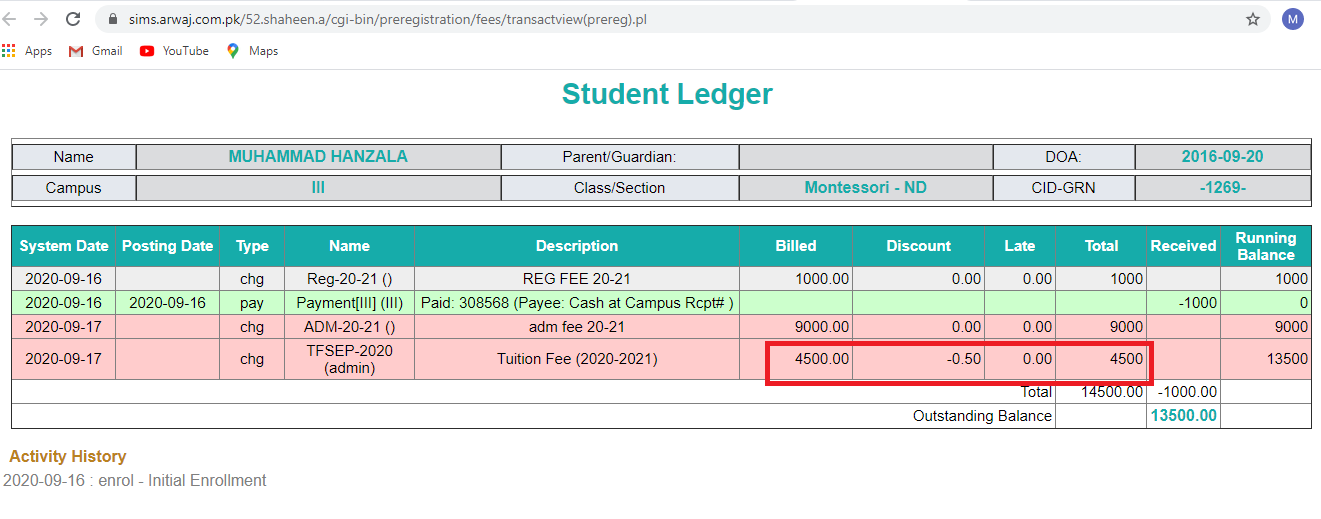 sims.arwaj.com.pk/52.shaheen.a/cgi-bin/preregistration/fees/transactview(prereg).pl
M
Apps Gmail YouTube Maps
Student Ledger
Name MUHAMMAD HANZALA Parent/Guardian: DOA: 2016-09-20
Campus III Class/Section Montessori - ND CID-GRN -1269-
System Date Posting Date Type Name Description Billed Discount Late Total Received Running
Balance
2020-09-16 chg Reg-20-21 () REG FEE 20-21 1000.00 0.00 0.00 1000 1000
2020-09-16 2020-09-16 pay Payment[III] (III) Paid: 308568 (Payee: Cash at Campus Rcpt# ) -1000 0
2020-09-17 chg ADM-20-21 () adm fee 20-21 9000.00 0.00 0.00 9000 9000
2020-09-17 chg TFSEP-2020
(admin) Tuition Fee (2020-2021) 4500.00 -0.50 0.00 4500 13500
Total 14500.00 -1000.00
Outstanding Balance 13500.00
Activity History
2020-09-16 : enrol - Initial Enrollment